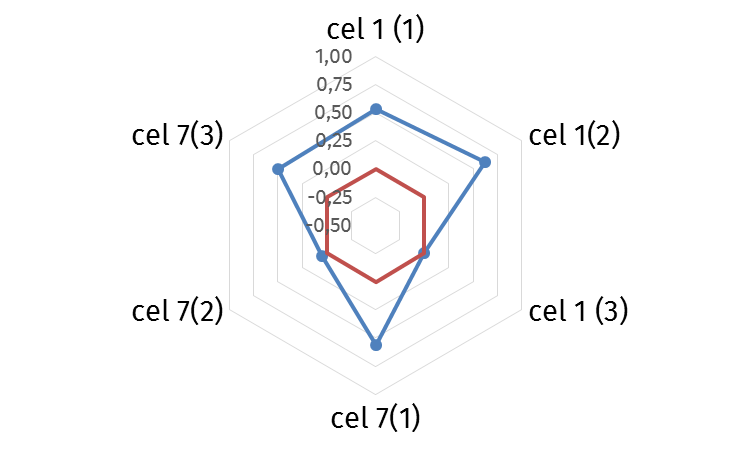 cel 1 (1)
1,00
0,75
0,50
0,25
0,00
-0,25
-0,50
cel 7(3)
cel 1(2)
cel 7(2)
cel 1 (3)
cel 7(1)